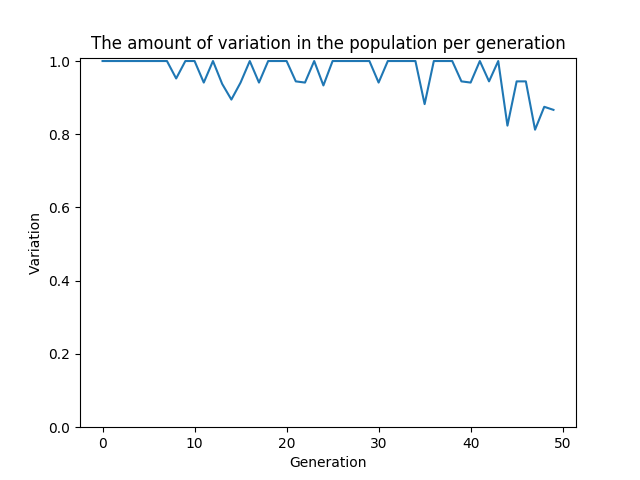 The amount of variation in the population per generation
1.0
0.8
0.6
0.4
0.2
0.0
Variation
0 10 20 30 40 50
Generation